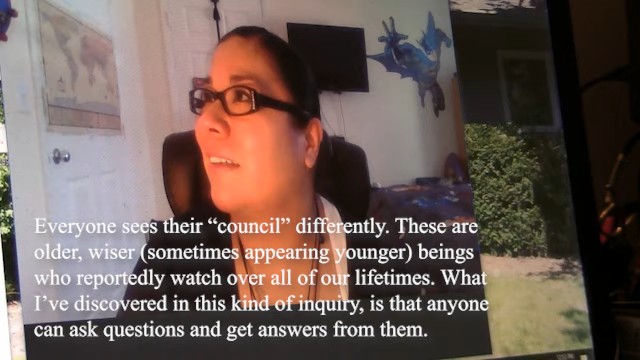 Everyone sees their “council” differently. These are
older, wiser (sometimes appearing younger) beings
who reportedly watch over all of our lifetimes. What
I’ve discovered in this kind of inquiry, is that anyone
can ask questions and get answers from them.